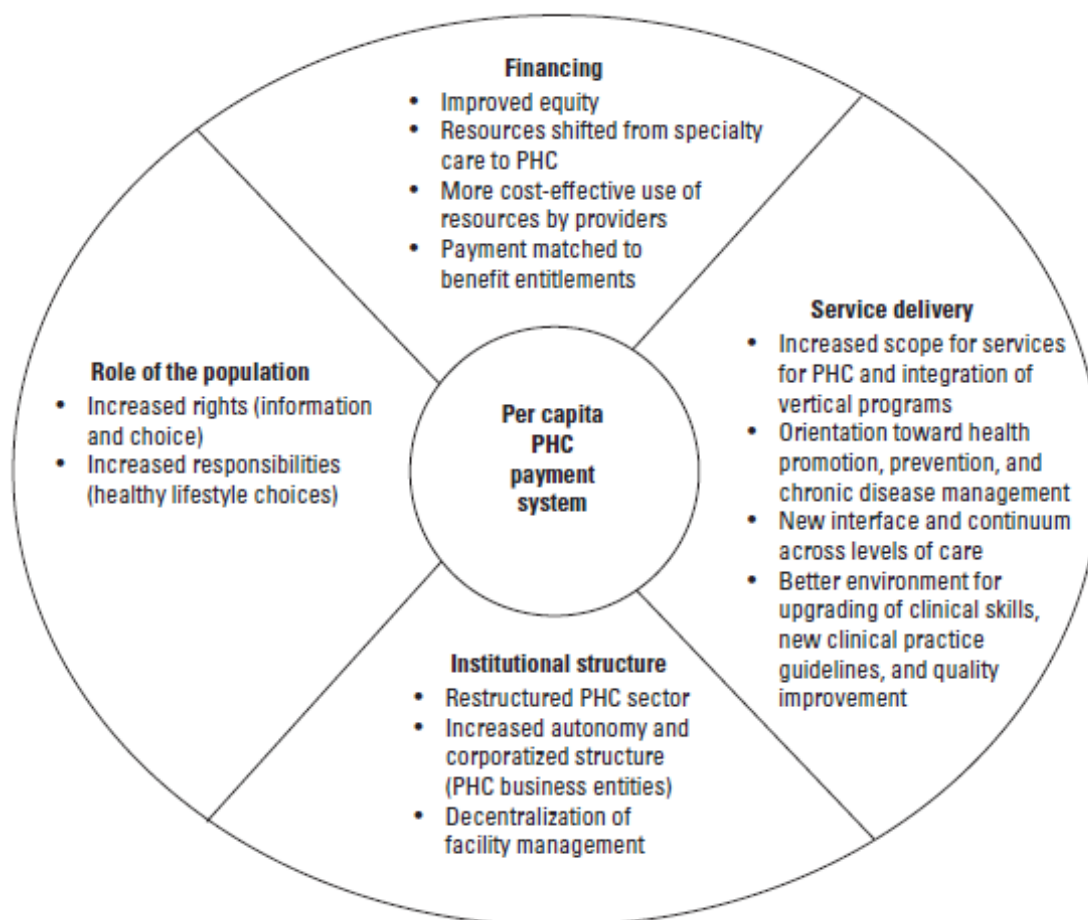 Financing
• Improved equity
• Resources shifted from specialty
care to PHC
• More cost-effective use of
resources by providers
• Payment matched to
benefit entitlements
Role of the population
• Increased rights (information
and choice)
• Increased responsibilities
(healthy lifestyle choices)
Per capita
PHC
payment
system
Service delivery
• Increased scope for services
for PHC and integration of
vertical programs
• Orientation toward health
promotion, prevention, and
chronic disease management
• New interface and continuum
across levels of care
• Better environment for
upgrading of clinical skills,
new clinical practice
guidelines, and quality
improvement
Institutional structure
• Restructured PHC sector
• Increased autonomy and
corporatized structure
(PHC business entities)
• Decentralization of
facility management